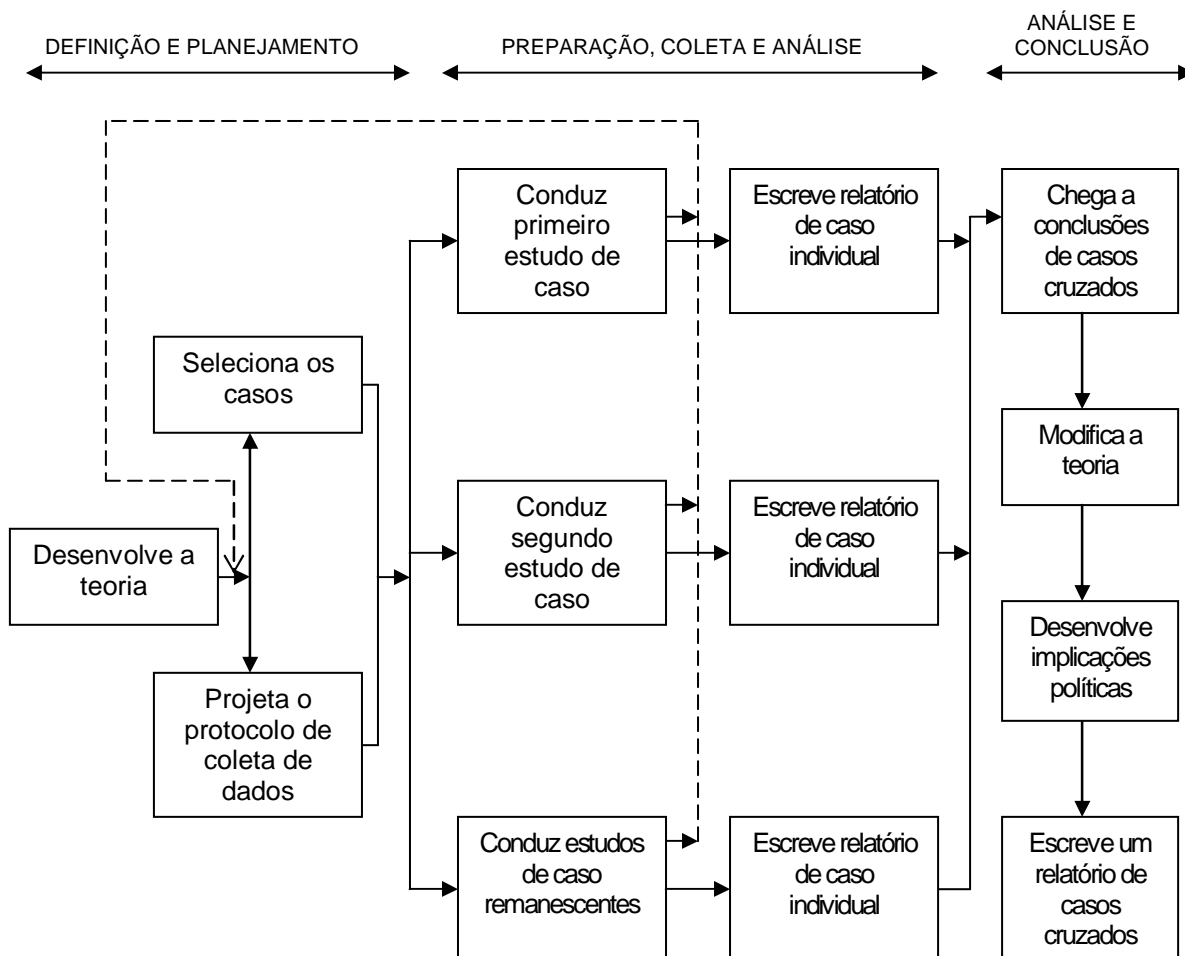 DEFINIÇÃO E PLANEJAMENTO
PREPARAÇÃO, COLETA E ANÁLISE
ANÁLISE E
CONCLUSÃO
Desenvolve a
teoria
Seleciona os
casos
Projeta o
protocolo de
coleta de
dados
Conduz
primeiro
estudo de
caso
Escreve relatório
de caso
individual
Conduz
segundo
estudo de
caso
Escreve relatório
de caso
individual
Conduz estudos
de caso
remanescentes
Escreve relatório
de caso
individual
Chega a
conclusões
de casos
cruzados
Modifica a
teoria
Desenvolve
implicações
políticas
Escreve um
relatório de
casos
cruzados